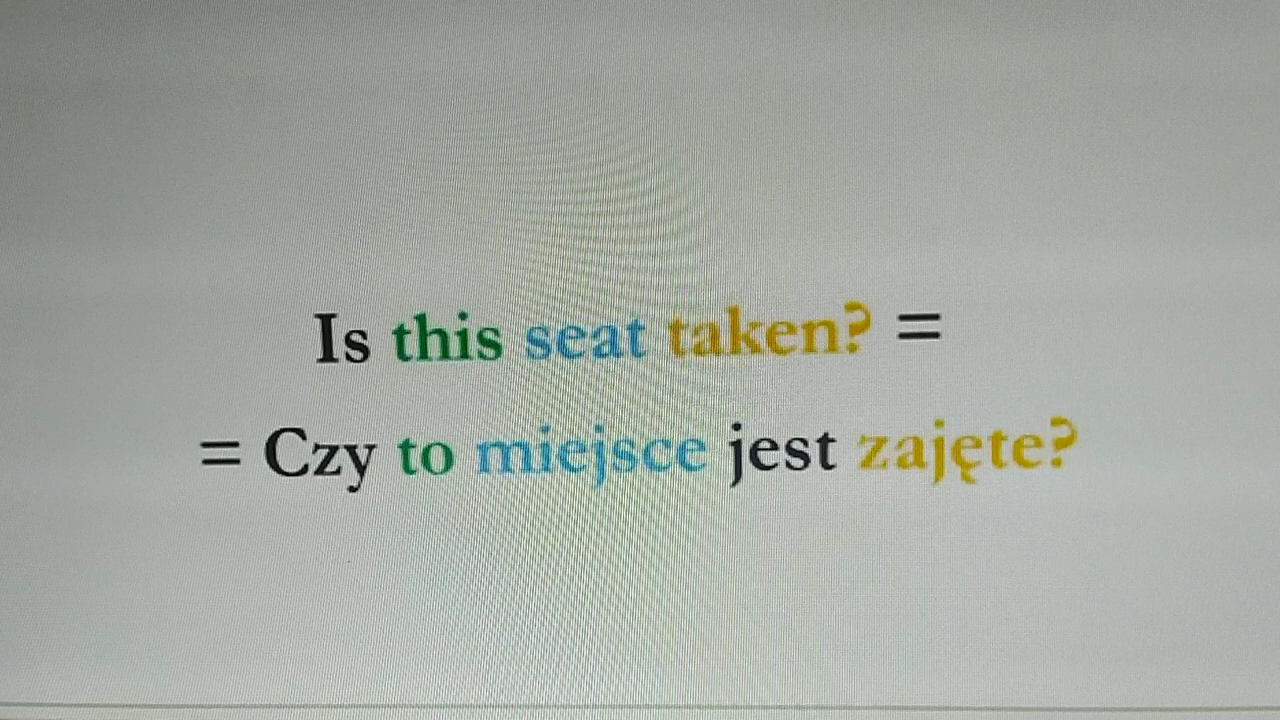 Is this seat taken? =
= Czy to miejsce jest zajęte?